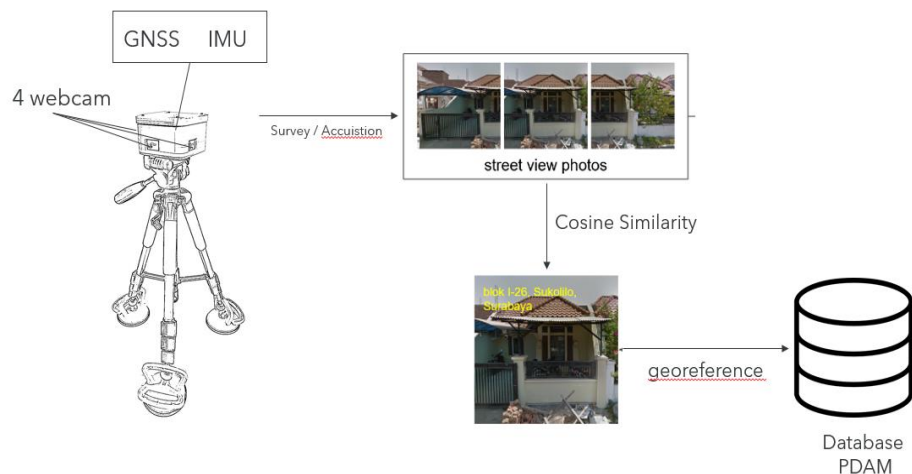 GNSS IMU
4 webcam
Survey / Accuistion
street view photos
Cosine Similarity
blok I-26, Sukolilo,
Surabaya
georeference
Database
PDAM